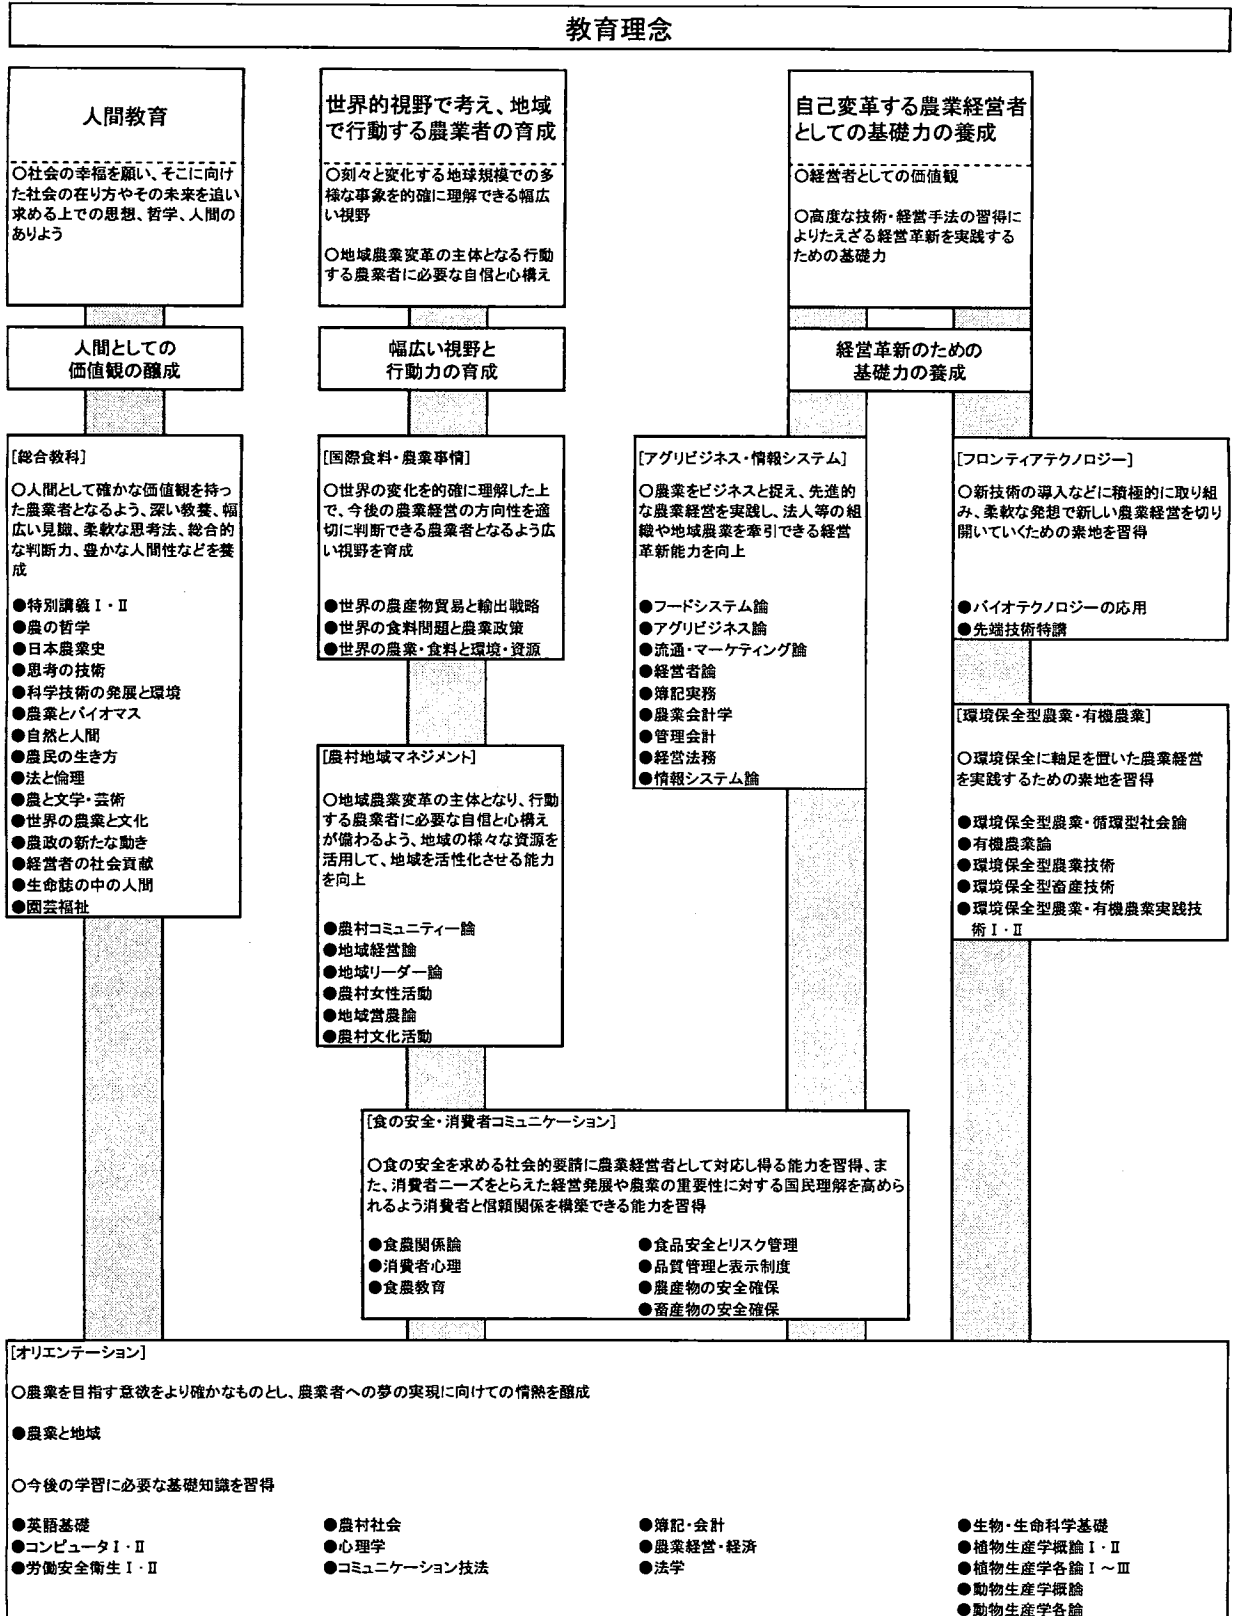 教育理念
人間教育
○社会の幸福を願い、そこに向け
た社会の在り方やその未来を追い
求める上での思想、哲学、人間の
ありよう
世界的視野で考え、地域
で行動する農業者の育成
○刻々と変化する地球規模での多
様な事象を的確に理解できる幅広
い視野
○地域農業変革の主体となる行動
する農業者に必要な自信と心構え
自己変革する農業経営者
としての基礎力の養成
○経営者としての価値観
○高度な技術・経営手法の習得に
よりたえざる経営革新を実践する
ための基礎力
人間としての
価値観の醸成
幅広い視野と
行動力の育成
経営革新のための
基礎力の養成
[総合教科]
○人間として確かな価値観を持っ
た農業者となるよう、深い教養、幅
広い見識、柔軟な思考法、総合的
な判断力、豊かな人間性などを養
成
●特別講義Ⅰ・Ⅱ
●農の哲学
●日本農業史
●思考の技術
●科学技術の発展と環境
●農業とバイオマス
●自然と人間
●農民の生き方
●法と倫理
●農と文学・芸術
●世界の農業と文化
●農政の新たな動き
●経営者の社会貢献
●生命誌の中の人間
●園芸福祉
[国際食料・農業事情]
○世界の変化を的確に理解した上
で、今後の農業経営の方向性を適
切に判断できる農業者となるよう広
い視野を育成
●世界の農産物貿易と輸出戦略
●世界の食料問題と農業政策
●世界の農業・食料と環境・資源
[農村地域マネジメント]
○地域農業変革の主体となり、行動
する農業者に必要な自信と心構え
が備わるよう、地域の様々な資源を
活用して、地域を活性化させる能力
を向上
●農村コミュニティー論
●地域経営論
●地域リーダー論
●農村女性活動
●地域営農論
●農村文化活動
[アグリビジネス・情報システム]
○農業をビジネスと捉え、先進的
な農業経営を実践し、法人等の組
織や地域農業を牽引できる経営
革新能力を向上
●フードシステム論
●アグリビジネス論
●流通・マーケティング論
●経営者論
●簿記実務
●農業会計学
●管理会計
●経営法務
●情報システム論
[フロンティアテクノロジー]
○新技術の導入などに積極的に取り組
み、柔軟な発想で新しい農業経営を切り
開いていくための素地を習得
●バイオテクノロジーの応用
●先端技術特講
[環境保全型農業・有機農業]
○環境保全に軸足を置いた農業経営
を実践するための素地を習得
●環境保全型農業・循環型社会論
●有機農業論
●環境保全型農業技術
●環境保全型畜産技術
●環境保全型農業・有機農業実践技
術Ⅰ・Ⅱ
[食の安全・消費者コミュニケーション]
○食の安全を求める社会的要請に農業経営者として対応し得る能力を習得、ま
た、消費者ニーズをとらえた経営発展や農業の重要性に対する国民理解を高めら
れるよう消費者と信頼関係を構築できる能力を習得
●食農関係論
●消費者心理
●食農教育
●食品安全とリスク管理
●品質管理と表示制度
●農産物の安全確保
●畜産物の安全確保
[オリエンテーション]
○農業を目指す意欲をより確かなものとし、農業者への夢の実現に向けての情熱を醸成
●農業と地域
○今後の学習に必要な基礎知識を習得
●英語基礎
●コンピュータⅠ・Ⅱ
●労働安全衛生Ⅰ・Ⅱ
●農村社会
●心理学
●コミュニケーション技法
●簿記・会計
●農業経営・経済
●法学
●生物・生命科学基礎
●植物生産学概論Ⅰ・Ⅱ
●植物生産学各論Ⅰ～Ⅲ
●動物生産学概論
●動物生産学各論